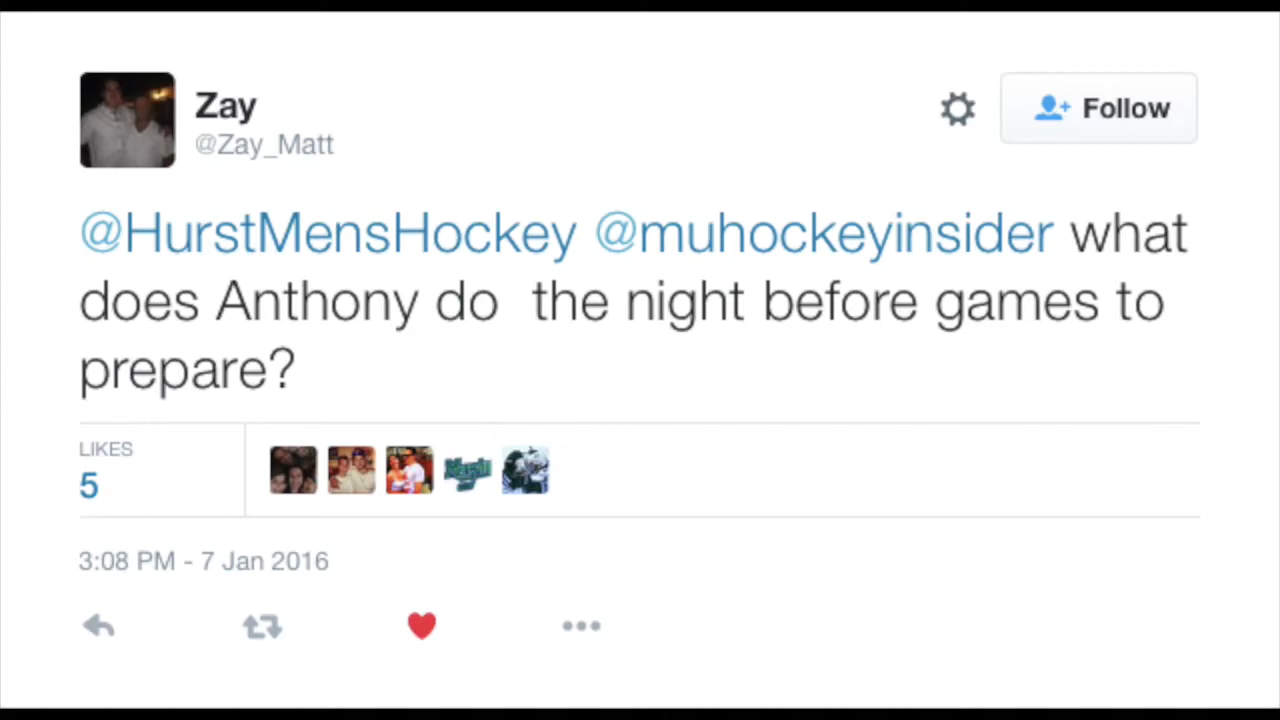 Zay
@Zay_Matt
Follow
@HurstMensHockey @muhockeyinsider what
does Anthony do  the night before games to
prepare?
LIKES
5
3:08 PM - 7 Jan 2016